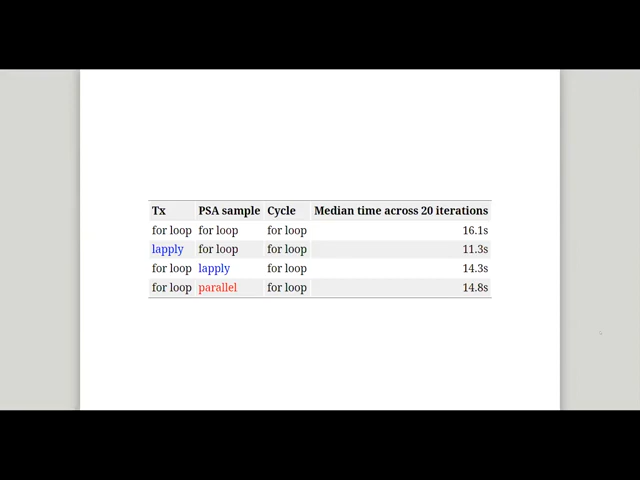 Tx PSA sample Cycle Median time across 20 iterations
for loop for loop for loop 16.1s
lapply for loop for loop 11.3s
for loop lapply for loop 14.3s
for loop parallel for loop 14.8s